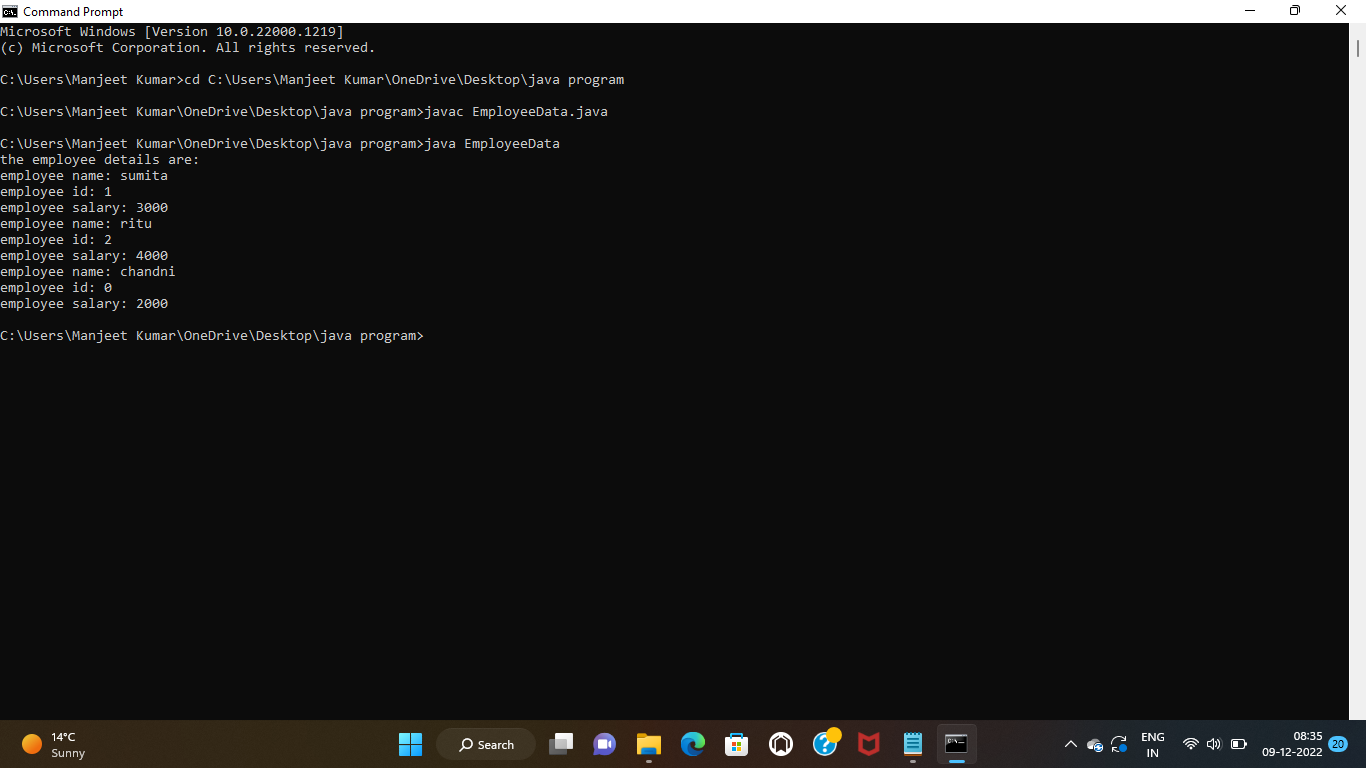 Command Prompt
Microsoft Windows [Version 10.0.22000.1219]
(c) Microsoft Corporation. All rights reserved.
C:\Users\Manjeet Kumar>cd C:\Users\Manjeet Kumar\OneDrive\Desktop\java program
C:\Users\Manjeet Kumar\OneDrive\Desktop\java program>javac EmployeeData.java
C:\Users\Manjeet Kumar\OneDrive\Desktop\java program>java EmployeeData
the employee details are:
employee name: sumita
employee id: 1
employee salary: 3000
employee name: ritu
employee id: 2
employee salary: 4000
employee name: chandni
employee id: 0
employee salary: 2000
C:\Users\Manjeet Kumar\OneDrive\Desktop\java program>
14°C
Sunny
Search
ENG
IN
08:35
09-12-2022
20